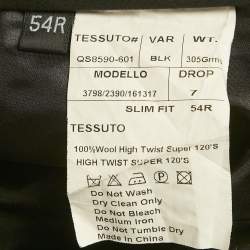 54R
TESSUTO# VAR WT.
QS8590-601 BLK 305Grm
MODELLO DROP
3798/2390/161317 7
SLIM FIT 54R
TESSUTO
100%Wool High Twist Super 120'S
HIGH TWIST SUPER 120'S
Do Not Wash
Dry Clean Only
Do Not Bleach
Medium Iron
Do Not Tumble Dry
Made in China